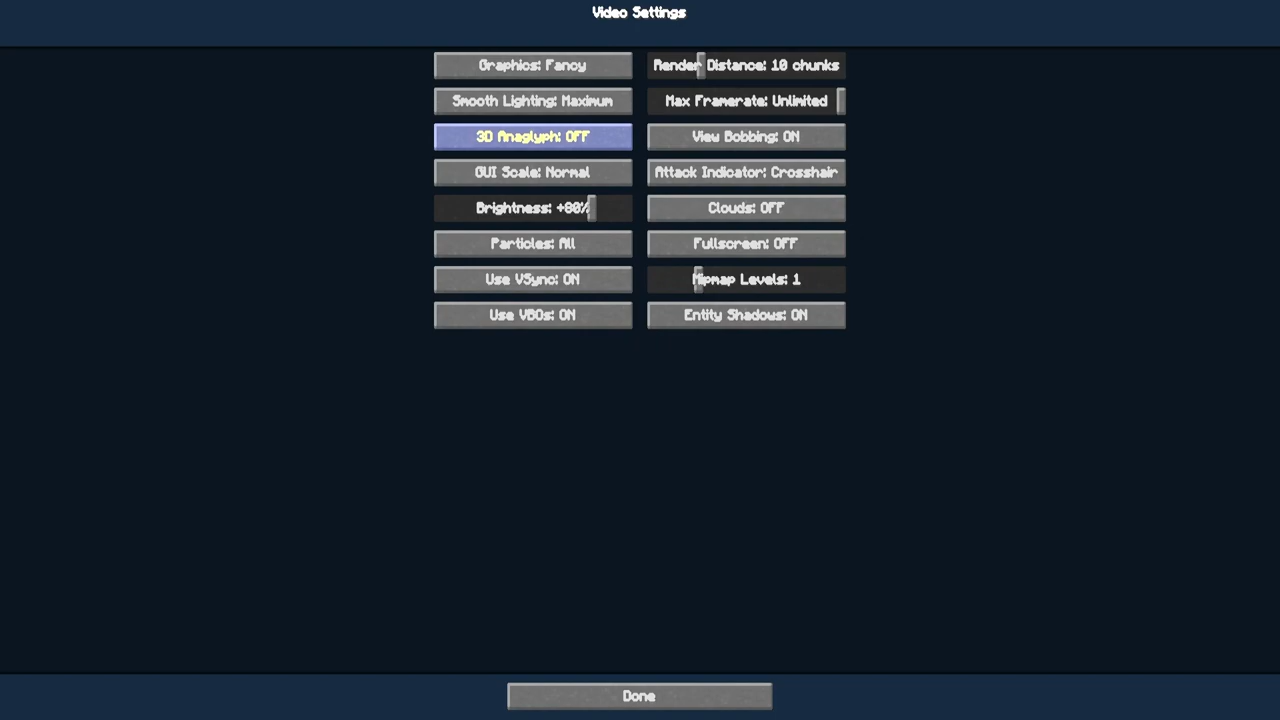 Video Settings
Graphics: Fancy
Render Distance: 10 chunks
Smooth Lighting: Maximum
Max Framerate: Unlimited
3D Anaglyph: OFF
View Bobbing: ON
GUI Scale: Normal
Attack Indicator: Crosshair
Brightness: +80%
Clouds: OFF
Particles: All
Fullscreen: OFF
Use VSync: ON
Mipmap Levels: 1
Use VBOs: ON
Entity Shadows: ON
Done